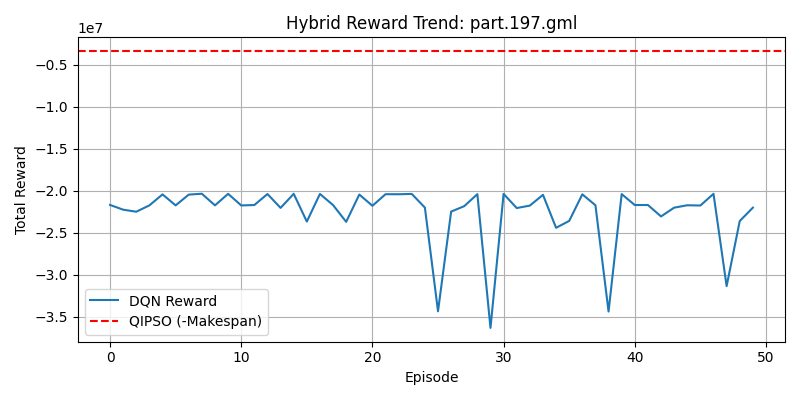 Hybrid Reward Trend: part.197.gml
1e7
−0.5
−1.0
−1.5
−2.0
−2.5
−3.0
−3.5
Total Reward
DQN Reward
QIPSO (-Makespan)
0 10 20 30 40 50
Episode